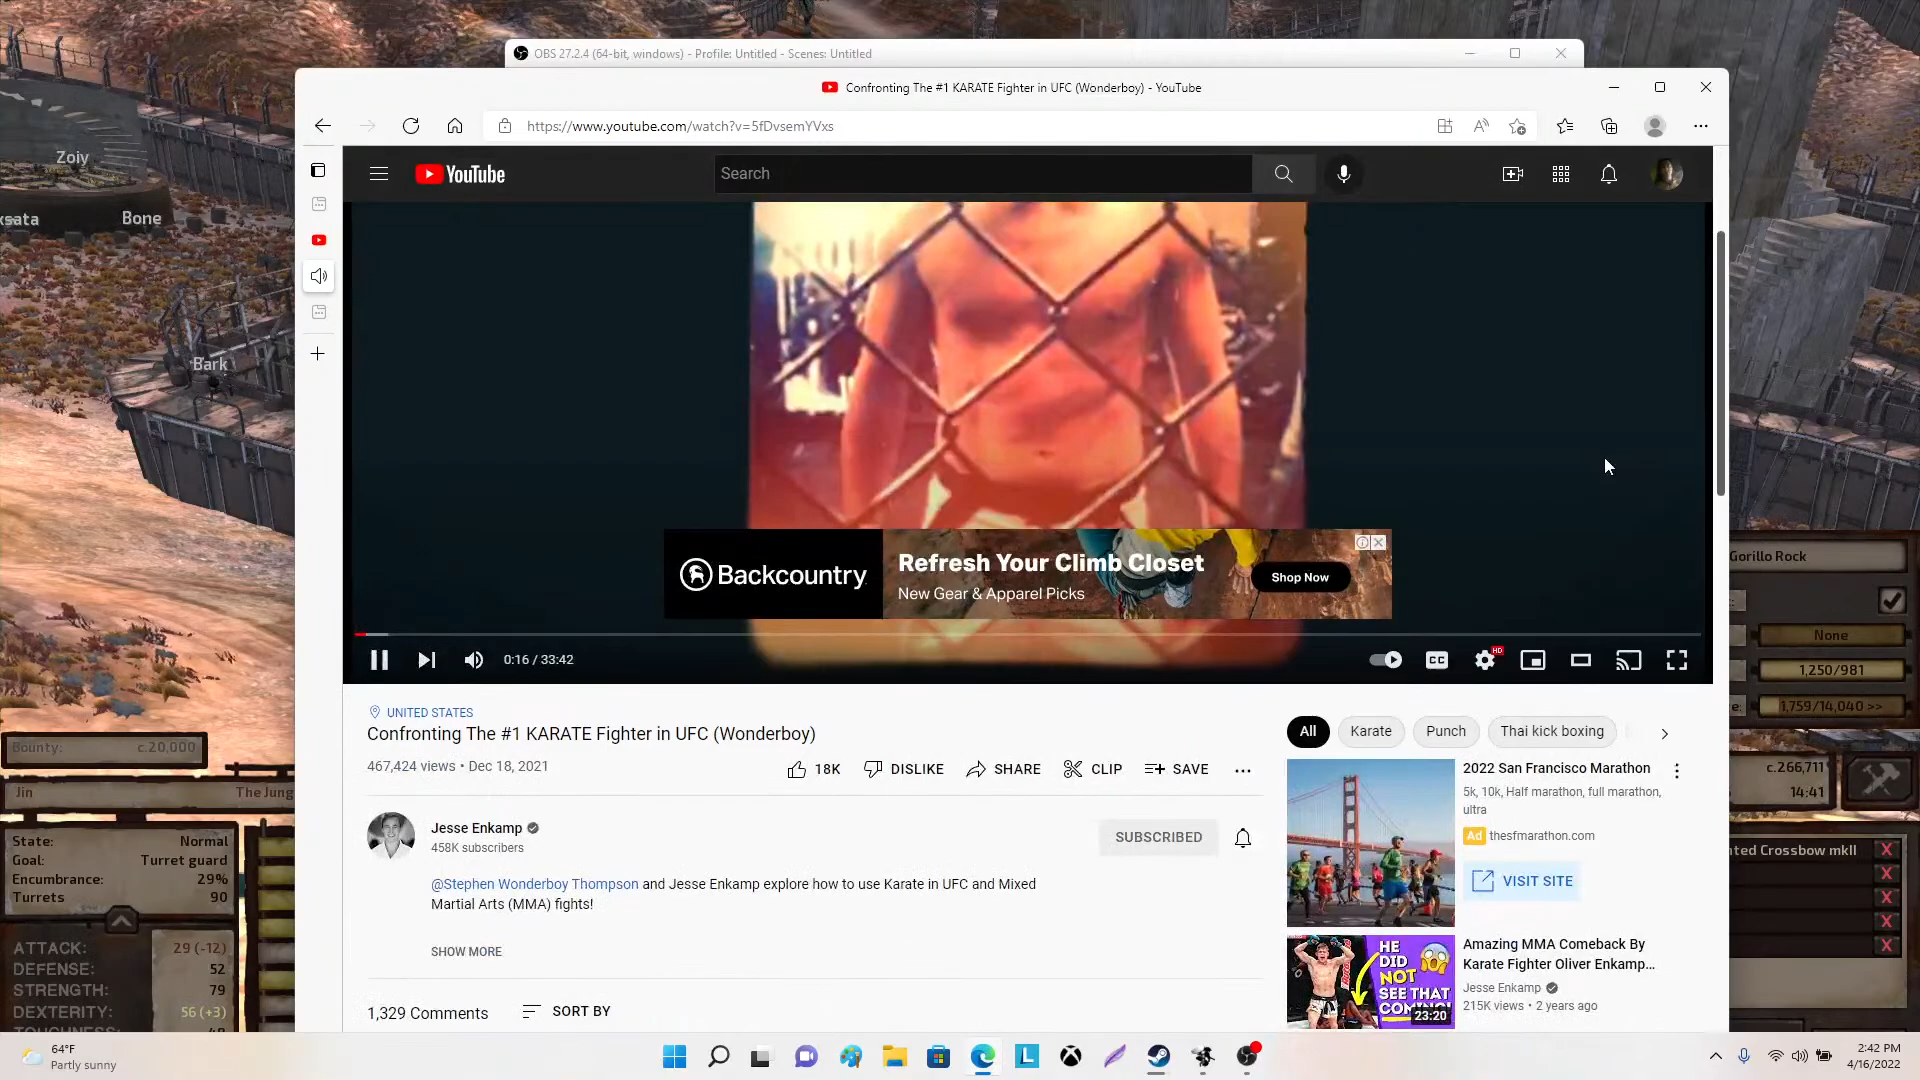 OBS 27.2.4 (64-bit, windows) - Profile: Untitled - Scenes: Untitled
Confronting The #1 KARATE Fighter in UFC (Wonderboy) - YouTube
https://www.youtube.com/watch?v=5fDvsemYVxs
YouTube
Search
Zoiy
Bone
Bark
Backcountry
Refresh Your Climb Closet
New Gear & Apparel Picks
Shop Now
0:16 / 33:42
CC
HD
UNITED STATES
Confronting The #1 KARATE Fighter in UFC (Wonderboy)
467,424 views • Dec 18, 2021
18K
DISLIKE
SHARE
CLIP
SAVE
Jesse Enkamp
458K subscribers
SUBSCRIBED
@Stephen Wonderboy Thompson and Jesse Enkamp explore how to use Karate in UFC and Mixed
Martial Arts (MMA) fights!
SHOW MORE
1,329 Comments
SORT BY
All
Karate
Punch
Thai kick boxing
2022 San Francisco Marathon
5k, 10k, Half marathon, full marathon,
ultra
Ad thesfmarathon.com
VISIT SITE
HE
DID
NOT
SEE THAT
COMING!
23:20
Amazing MMA Comeback By
Karate Fighter Oliver Enkamp...
Jesse Enkamp
215K views • 2 years ago
Bounty: c.20,000
Jin
The Jung
State: Normal
Goal: Turret guard
Encumbrance: 29%
Turrets 90
ATTACK: 29 (-12)
DEFENSE: 52
STRENGTH: 79
DEXTERITY: 56 (+3)
Gorillo Rock
None
1,250/981
1,759/14,040 >>
c.266,711
14:41
Crossbow mkII
64°F
Partly sunny
2:42 PM
4/16/2022